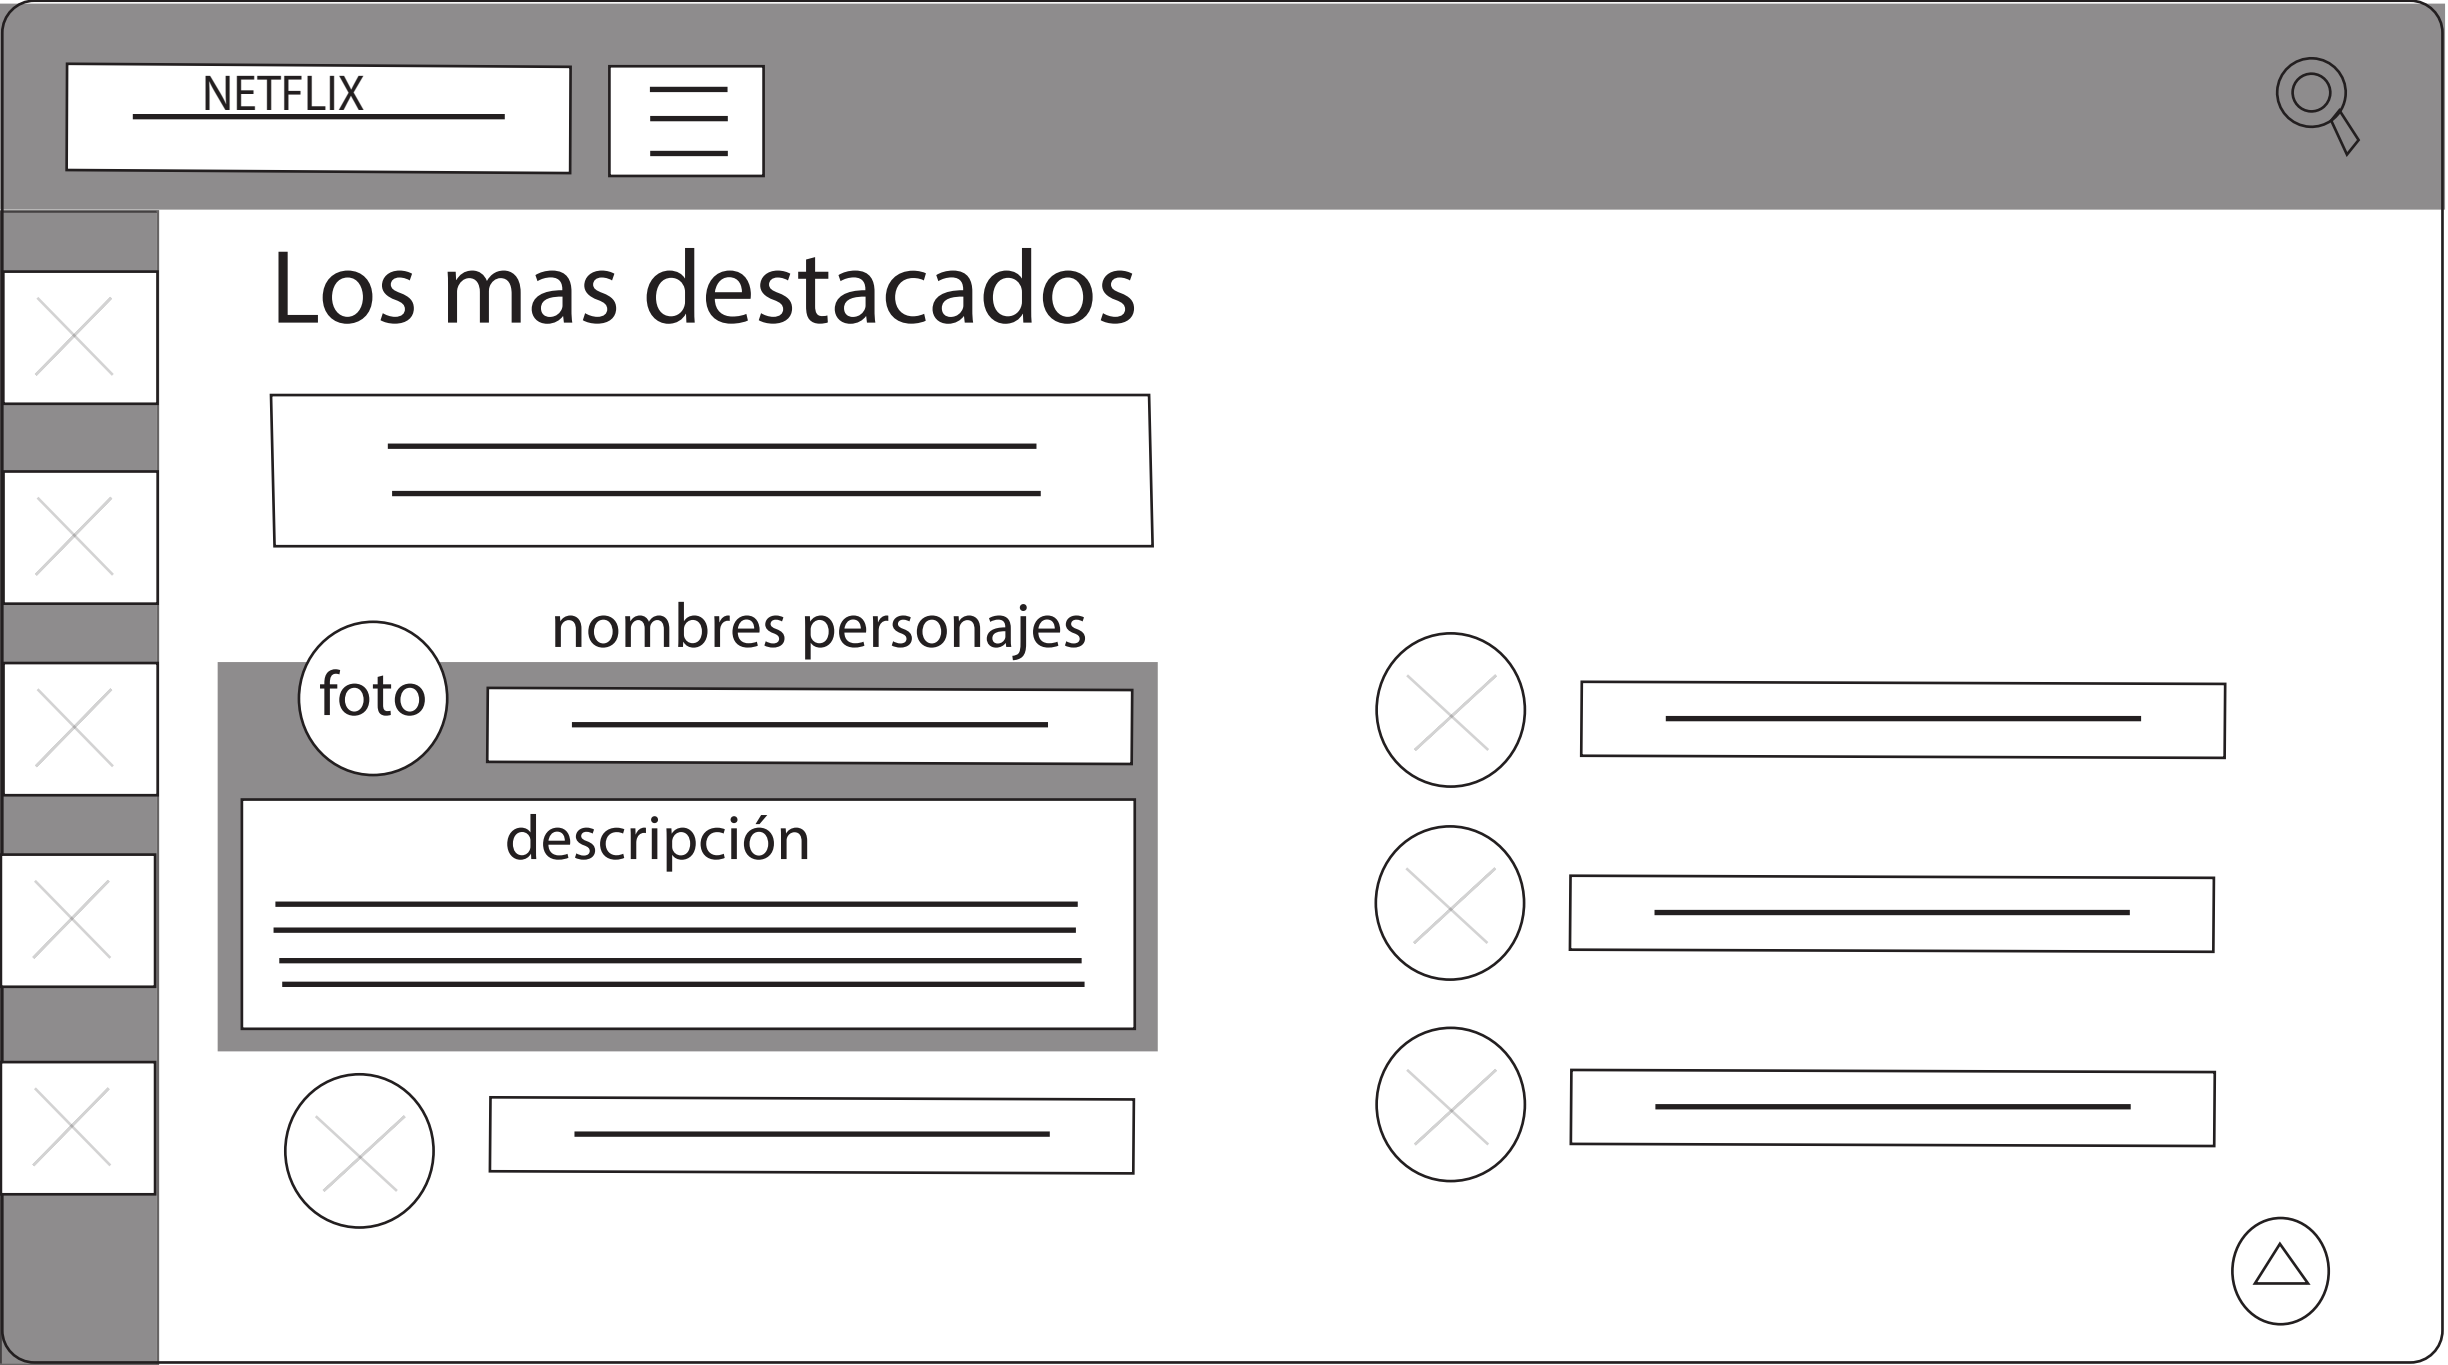 NETFLIX
Los mas destacados
nombres personajes
foto
descripción